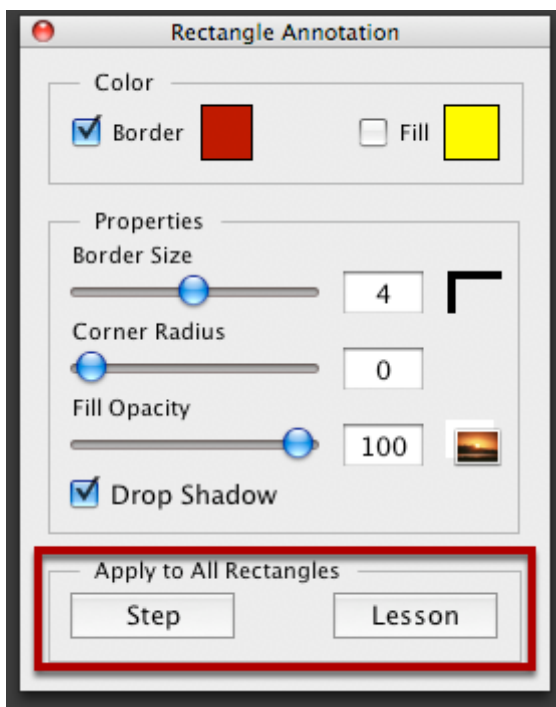 Rectangle Annotation
Color
Border Fill
Properties
Border Size
4
Corner Radius
0
Fill Opacity
100
Drop Shadow
Apply to All Rectangles
Step Lesson